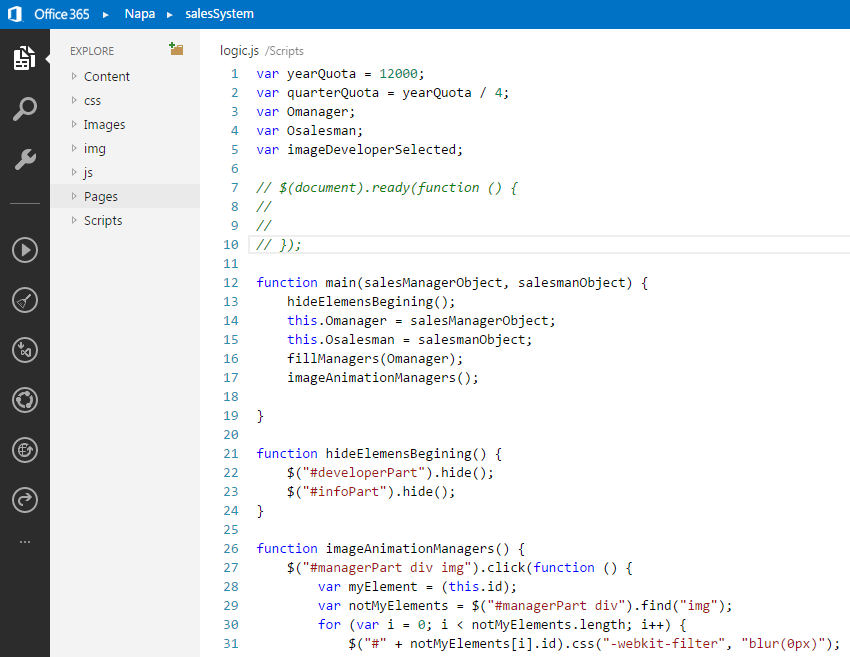 Office 365 ▸ Napa ▸ salesSystem
EXPLORE
Content
css
Images
img
js
Pages
Scripts
...
logic.js /Scripts
1 var yearQuota = 12000;
2 var quarterQuota = yearQuota / 4;
3 var Omanager;
4 var Osalesman;
5 var imageDeveloperSelected;
6
7 // $(document).ready(function () {
8 //
9 //
10 // });
11
12 function main(salesManagerObject, salesmanObject) {
13     hideElemensBegining();
14     this.Omanager = salesManagerObject;
15     this.Osalesman = salesmanObject;
16     fillManagers(Omanager);
17     imageAnimationManagers();
18
19 }
20
21 function hideElemensBegining() {
22     $("#developerPart").hide();
23     $("#infoPart").hide();
24 }
25
26 function imageAnimationManagers() {
27     $("#managerPart div img").click(function () {
28         var myElement = (this.id);
29         var notMyElements = $("#managerPart div").find("img");
30         for (var i = 0; i < notMyElements.length; i++) {
31             $("#" + notMyElements[i].id).css("-webkit-filter", "blur(0px)");